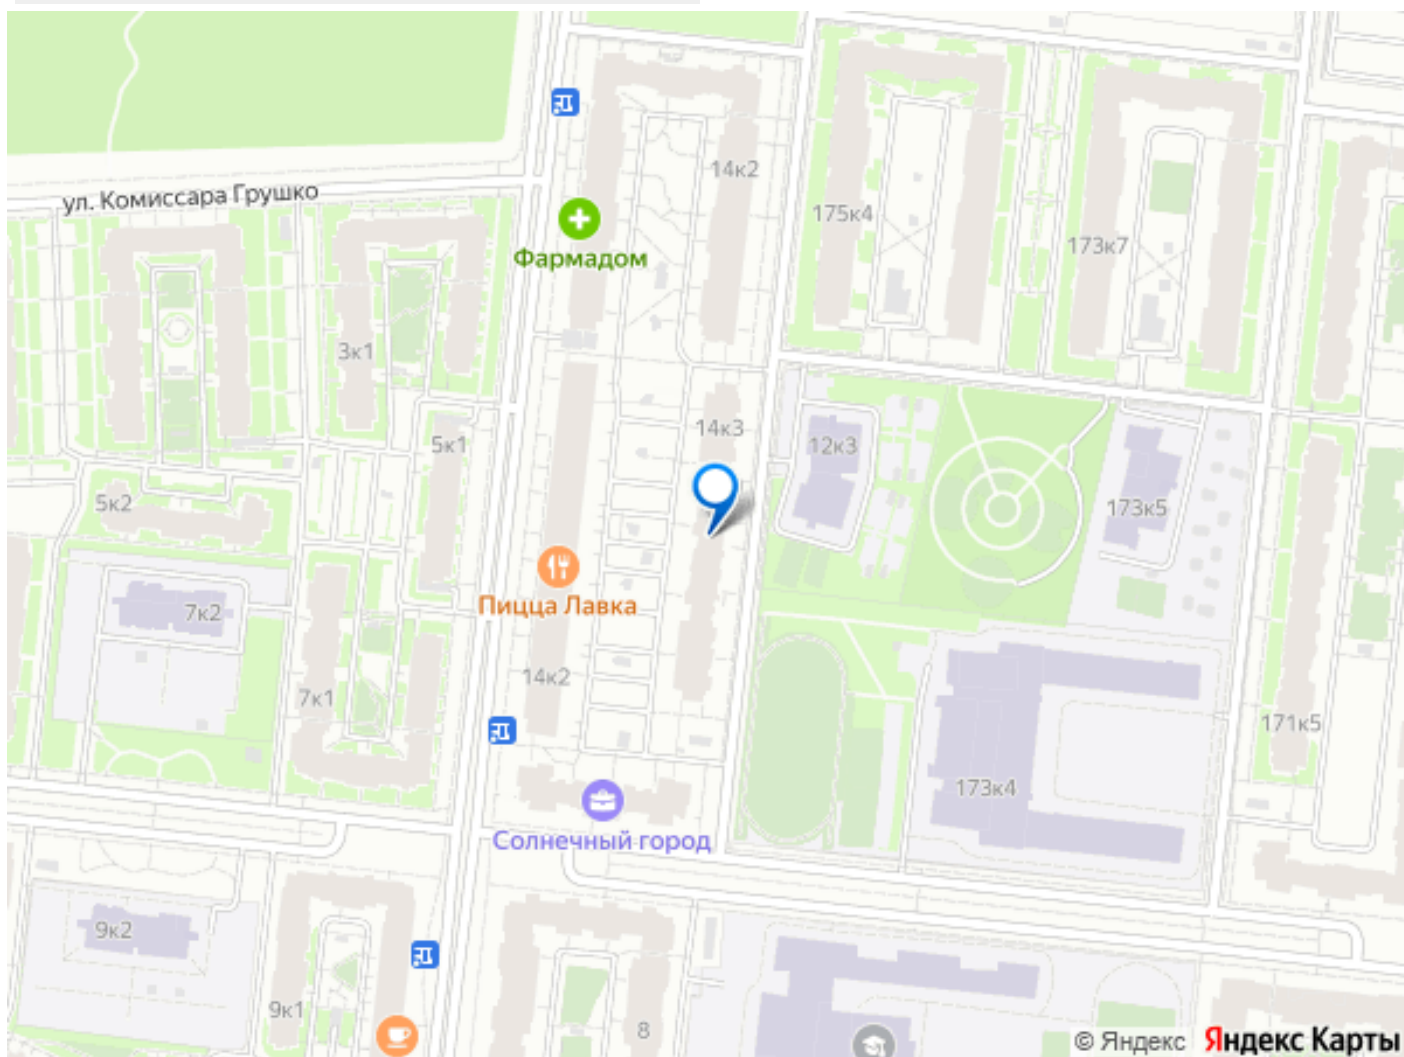 14к2
ул. Комиссара Грушко
175к4
173к7
Фармадом
3к1
14к3
5к1
12к3
5к2
173к5
Пицца Лавка
7к2
14к2
7к1
171к5
173к4
Солнечный город
9к2
9к1
8
© Яндекс Яндекс Карты